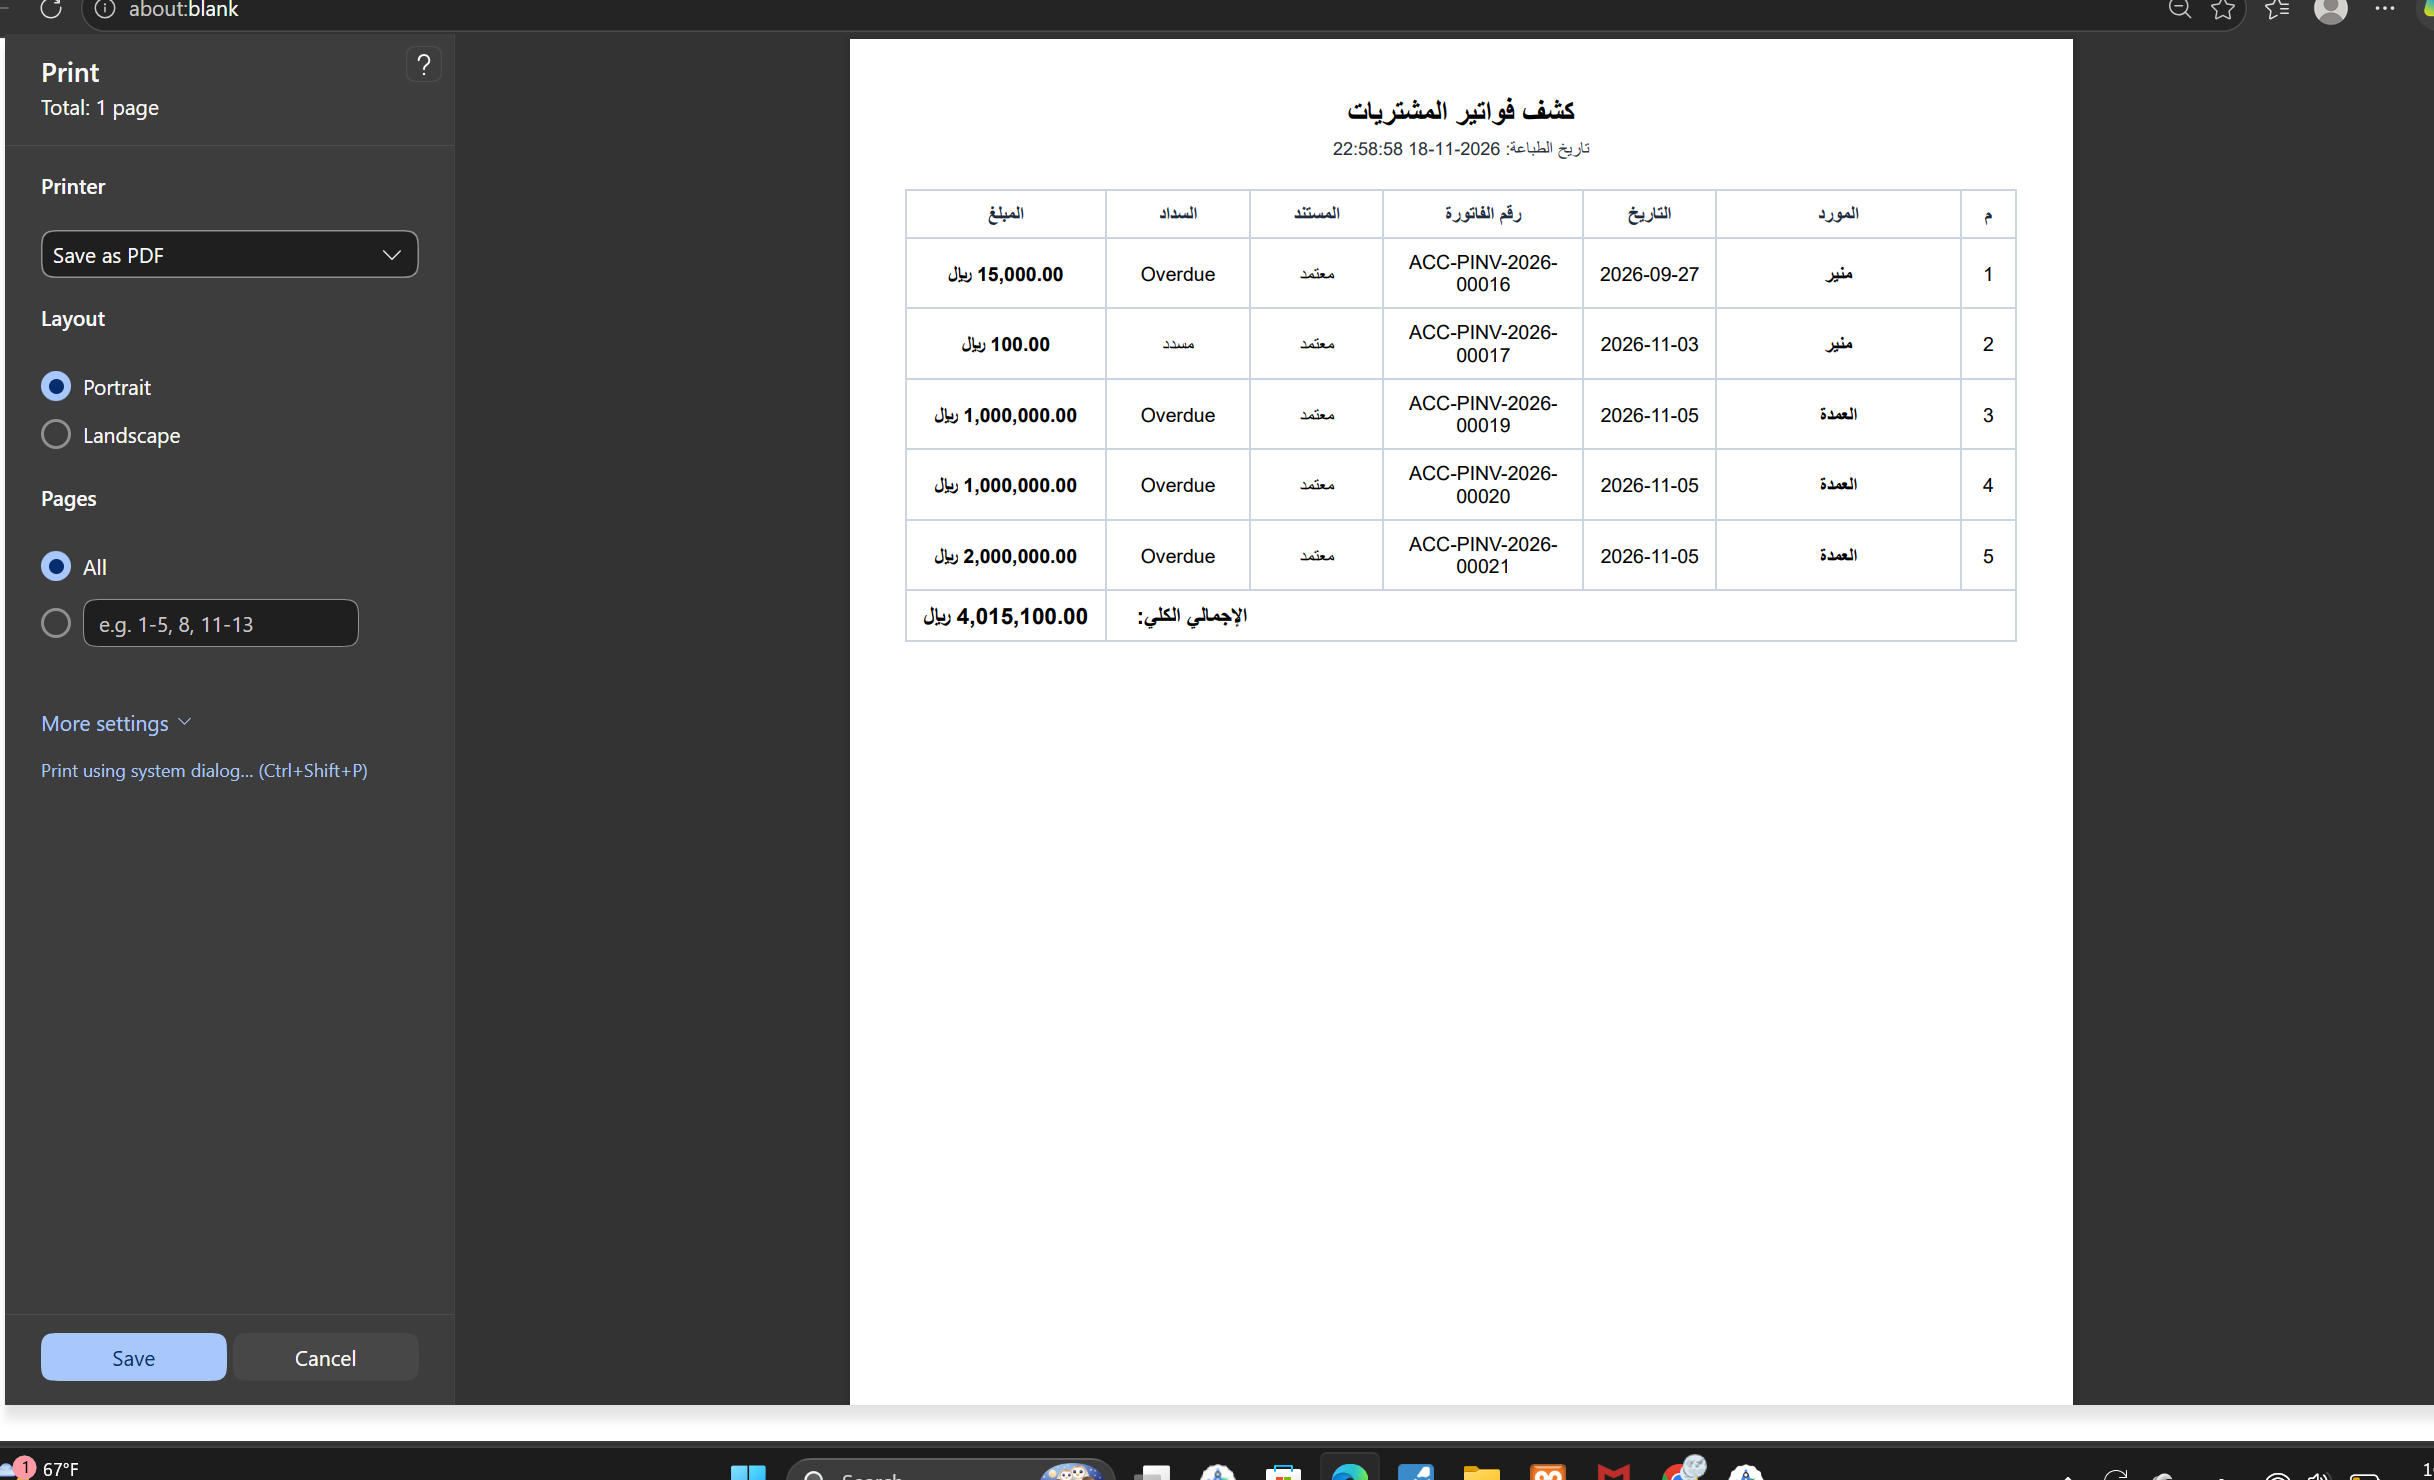 about:blank
Print
?
Total: 1 page
Printer
Save as PDF
Layout
Portrait
Landscape
Pages
All
e.g. 1-5, 8, 11-13
More settings
Print using system dialog... (Ctrl+Shift+P)
Save
Cancel
كشف فواتير المشتريات
تاريخ الطباعة: 2026-11-18 22:58:58
م المورد التاريخ رقم الفاتورة المستند السداد المبلغ
1 منير 2026-09-27 ACC-PINV-2026-00016 معتمد Overdue 15,000.00 ريال
2 منير 2026-11-03 ACC-PINV-2026-00017 معتمد مسدد 100.00 ريال
3 العمدة 2026-11-05 ACC-PINV-2026-00019 معتمد Overdue 1,000,000.00 ريال
4 العمدة 2026-11-05 ACC-PINV-2026-00020 معتمد Overdue 1,000,000.00 ريال
5 العمدة 2026-11-05 ACC-PINV-2026-00021 معتمد Overdue 2,000,000.00 ريال
الإجمالي الكلي: 4,015,100.00 ريال
1
67°F
Search